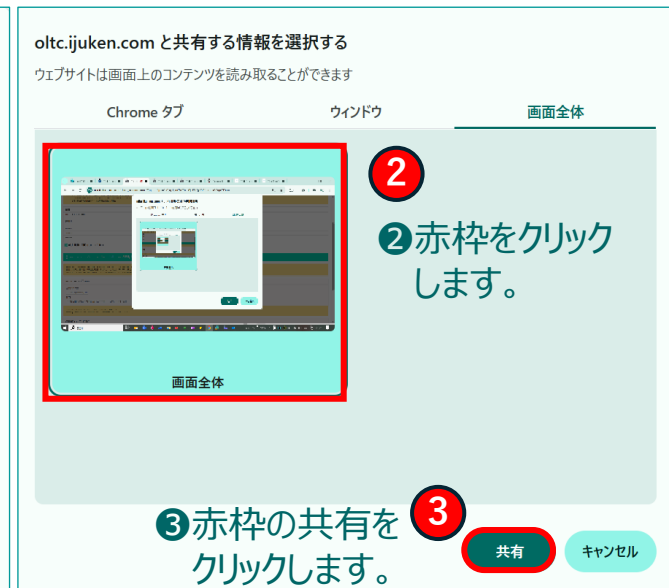 oltc.ijuken.com と共有する情報を選択する
ウェブサイトは画面上のコンテンツを読み取ることができます
Chrome タブ
ウィンドウ
画面全体
2
❷赤枠をクリック
します。
画面全体
❸赤枠の共有を
クリックします。
3
共有
キャンセル